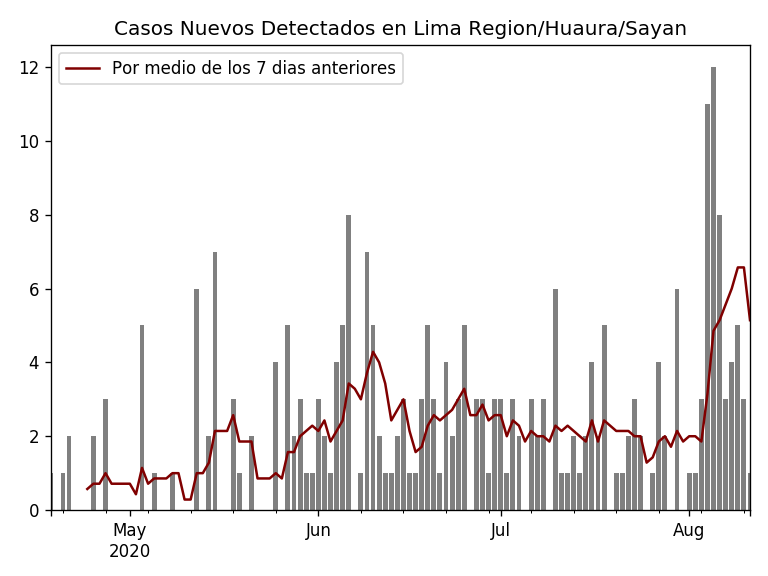 Casos Nuevos Detectados en Lima Region/Huaura/Sayan
Por medio de los 7 dias anteriores
12
10
8
6
4
2
0
May Jun Jul Aug
2020